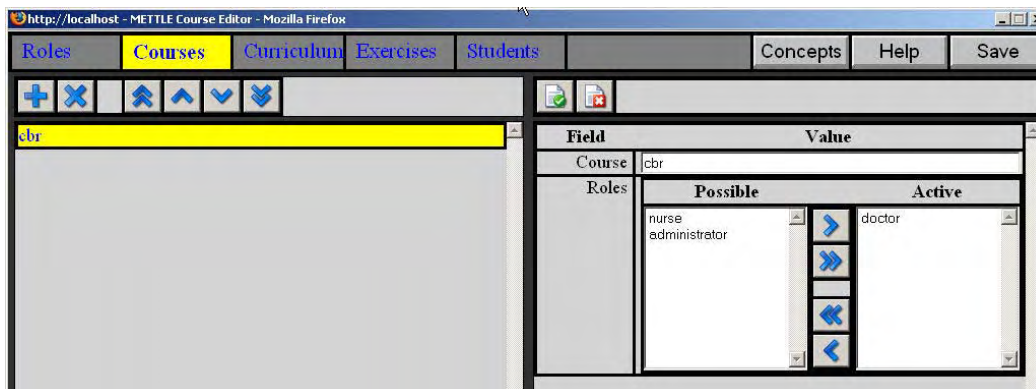 http://localhost - METTLE Course Editor - Mozilla Firefox
Roles Courses Curriculum Exercises Students Concepts Help Save
cbr
Field Value
Course cbr
Roles Possible Active
nurse doctor
administrator